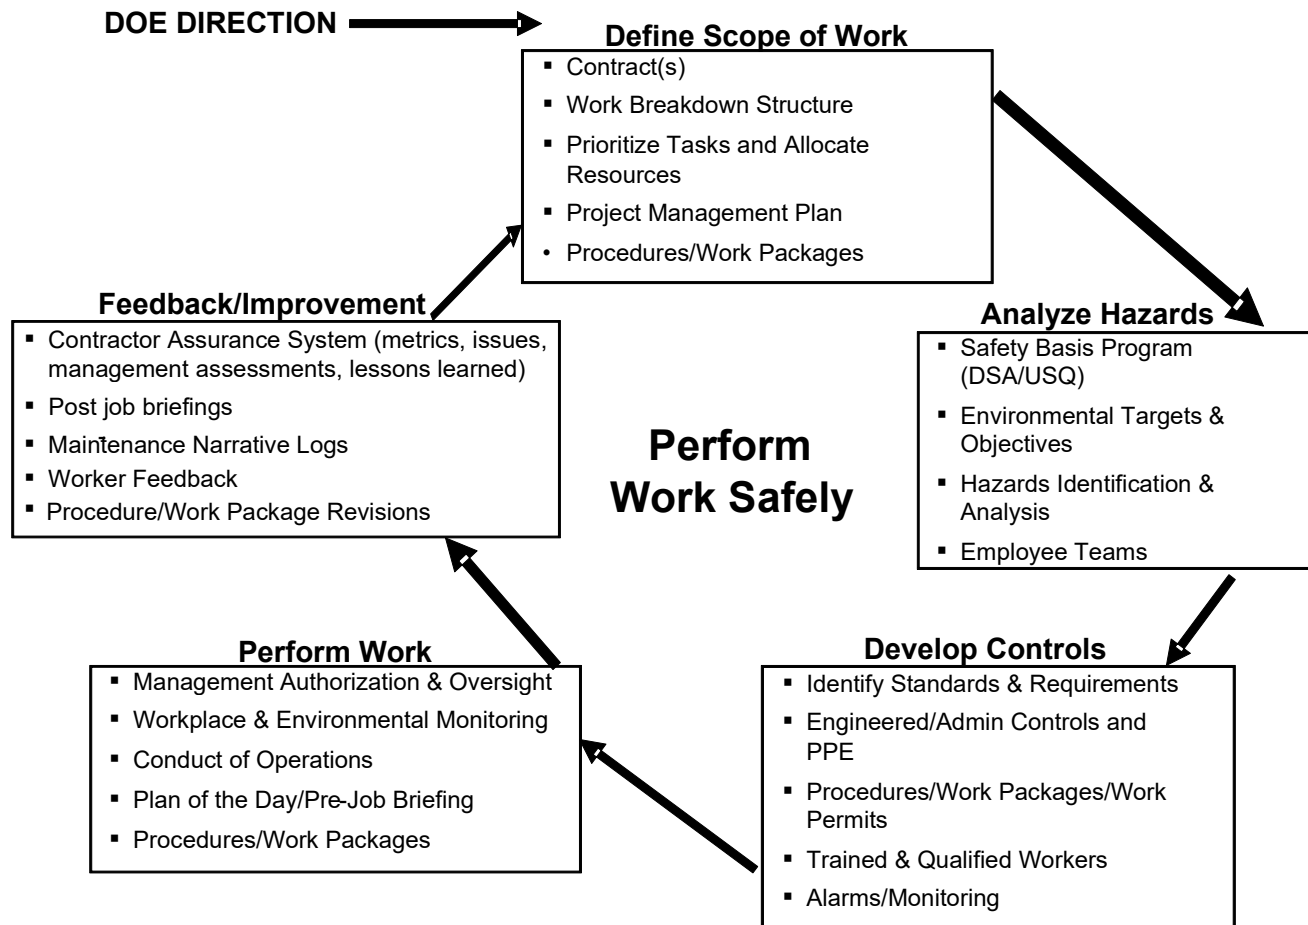 DOE DIRECTION
Define Scope of Work
▪ Contract(s)
▪ Work Breakdown Structure
▪ Prioritize Tasks and Allocate
Resources
▪ Project Management Plan
• Procedures/Work Packages
Feedback/Improvement
▪ Contractor Assurance System (metrics, issues,
management assessments, lessons learned)
▪ Post job briefings
▪ Maintenance Narrative Logs
▪ Worker Feedback
▪ Procedure/Work Package Revisions
Analyze Hazards
▪ Safety Basis Program
(DSA/USQ)
▪ Environmental Targets &
Objectives
▪ Hazards Identification &
Analysis
▪ Employee Teams
Perform
Work Safely
Perform Work
▪ Management Authorization & Oversight
▪ Workplace & Environmental Monitoring
▪ Conduct of Operations
▪ Plan of the Day/Pre-Job Briefing
▪ Procedures/Work Packages
Develop Controls
▪ Identify Standards & Requirements
▪ Engineered/Admin Controls and
PPE
▪ Procedures/Work Packages/Work
Permits
▪ Trained & Qualified Workers
▪ Alarms/Monitoring